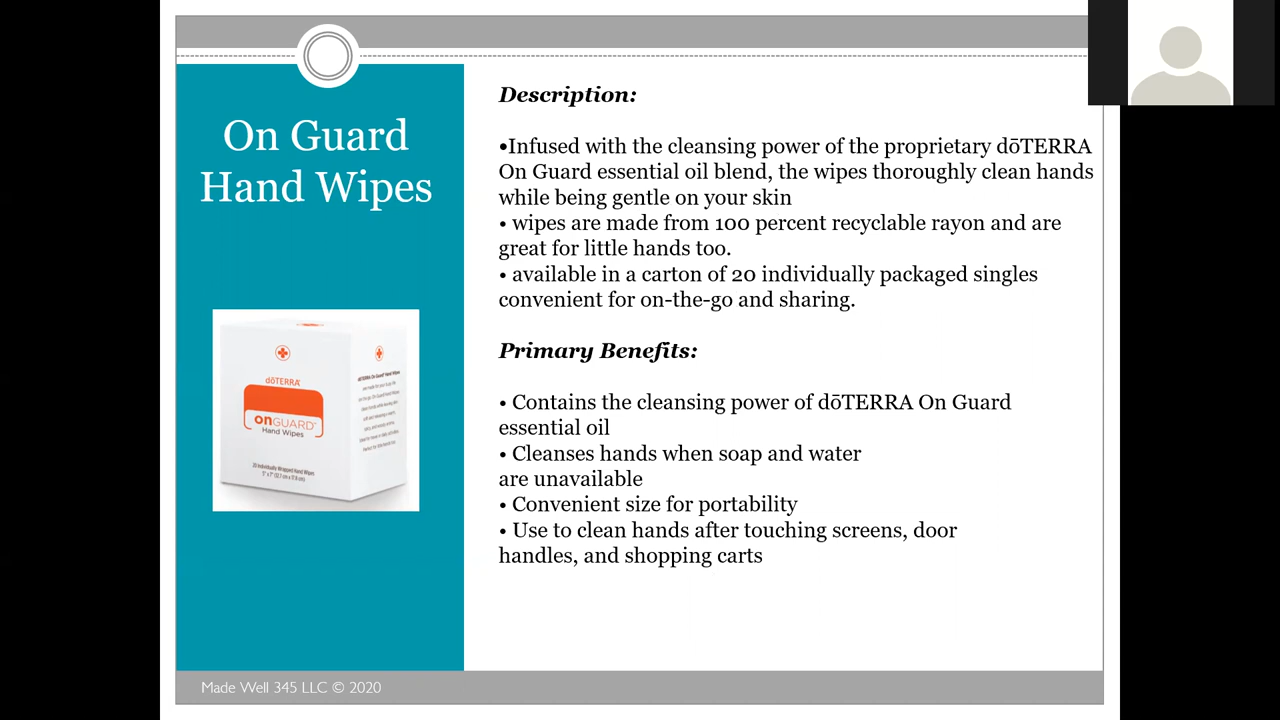 On Guard
Hand Wipes
dōTERRA
onGUARD
Hand Wipes
20 Individually Wrapped Hand Wipes
Description:
•Infused with the cleansing power of the proprietary dōTERRA
On Guard essential oil blend, the wipes thoroughly clean hands
while being gentle on your skin
• wipes are made from 100 percent recyclable rayon and are
great for little hands too.
• available in a carton of 20 individually packaged singles
convenient for on-the-go and sharing.
Primary Benefits:
• Contains the cleansing power of dōTERRA On Guard
essential oil
• Cleanses hands when soap and water
are unavailable
• Convenient size for portability
• Use to clean hands after touching screens, door
handles, and shopping carts
Made Well 345 LLC © 2020